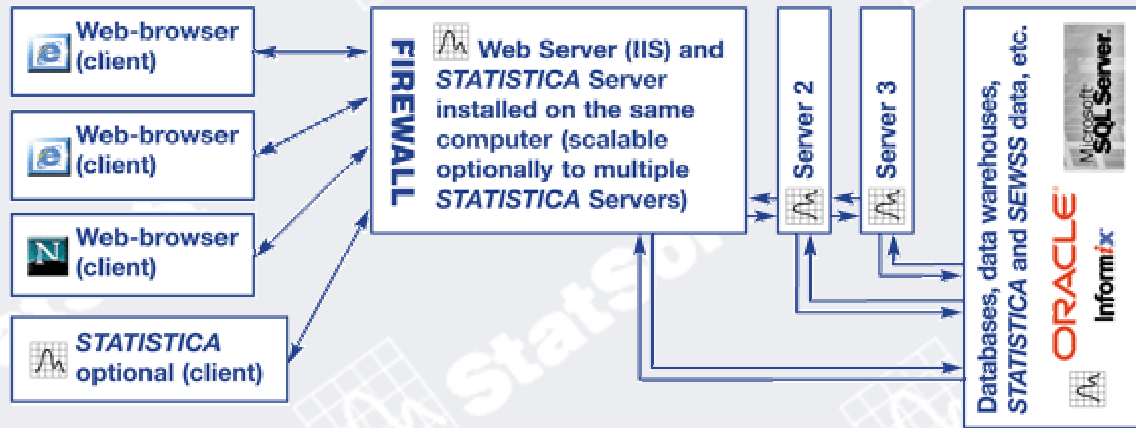 Web-browser
(client)
Web-browser
(client)
Web-browser
(client)
STATISTICA
optional (client)
FIREWALL
Web Server (IIS) and
STATISTICA Server
installed on the same
computer (scalable
optionally to multiple
STATISTICA Servers)
Server 2
Server 3
Databases, data warehouses,
STATISTICA and SEWSS data, etc.
ORACLE
Informix
Microsoft
SQL Server.
N
StatSoft